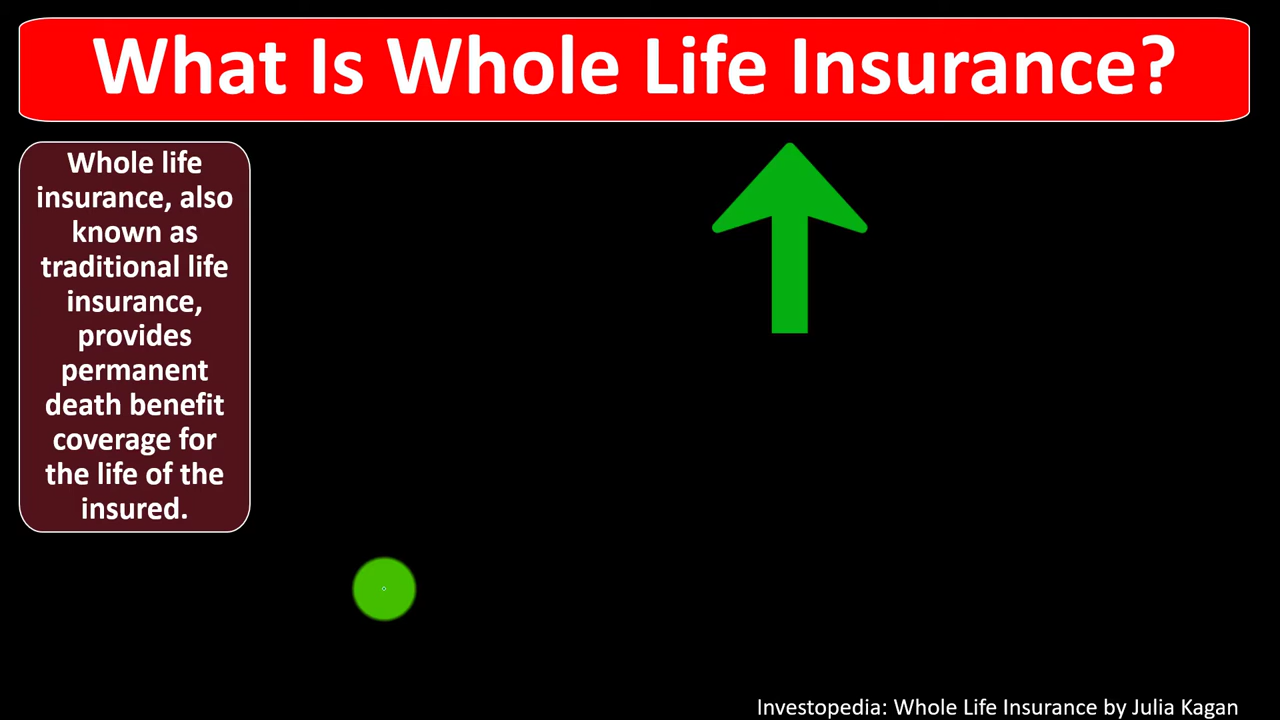 What Is Whole Life Insurance?
Whole life
insurance, also
known as
traditional life
insurance,
provides
permanent
death benefit
coverage for
the life of the
insured.
Investopedia: Whole Life Insurance by Julia Kagan